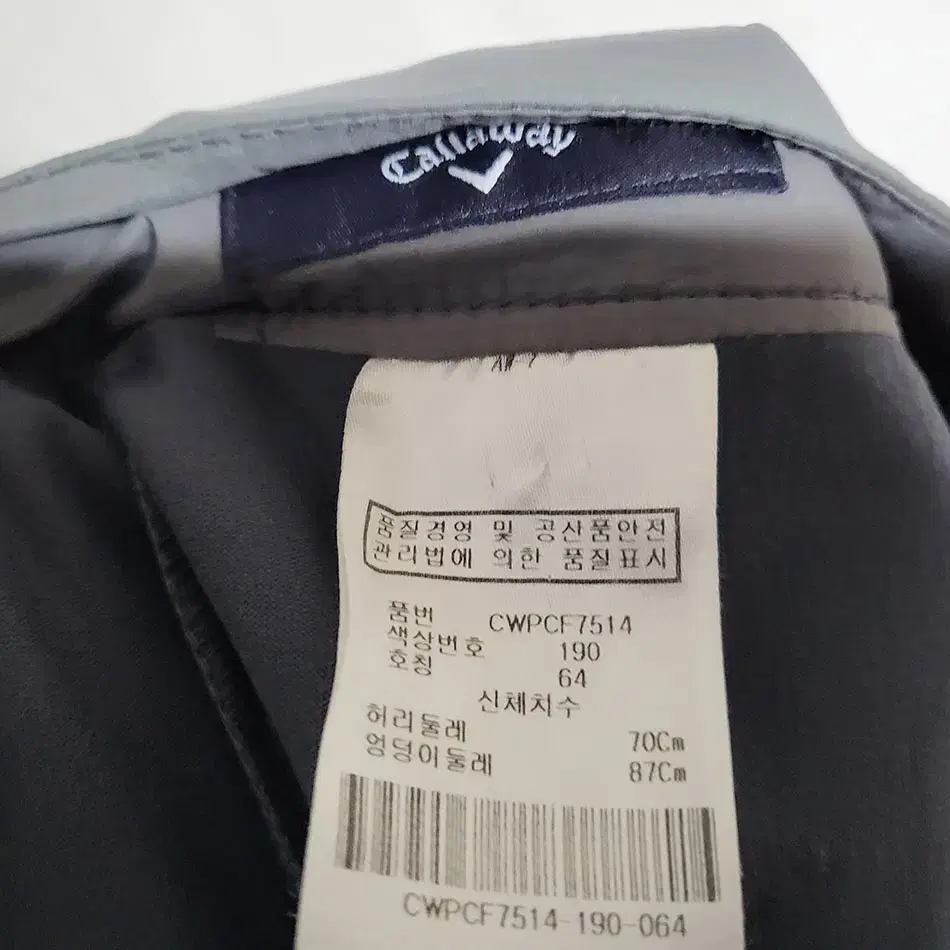 Callaway
품질경영 및 공산품안전
관리법에 의한 품질표시
품번 CWPCF7514
색상번호 190
호칭 64
신체치수
허리둘레 70Cm
엉덩이둘레 87Cm
CWPCF7514-190-064